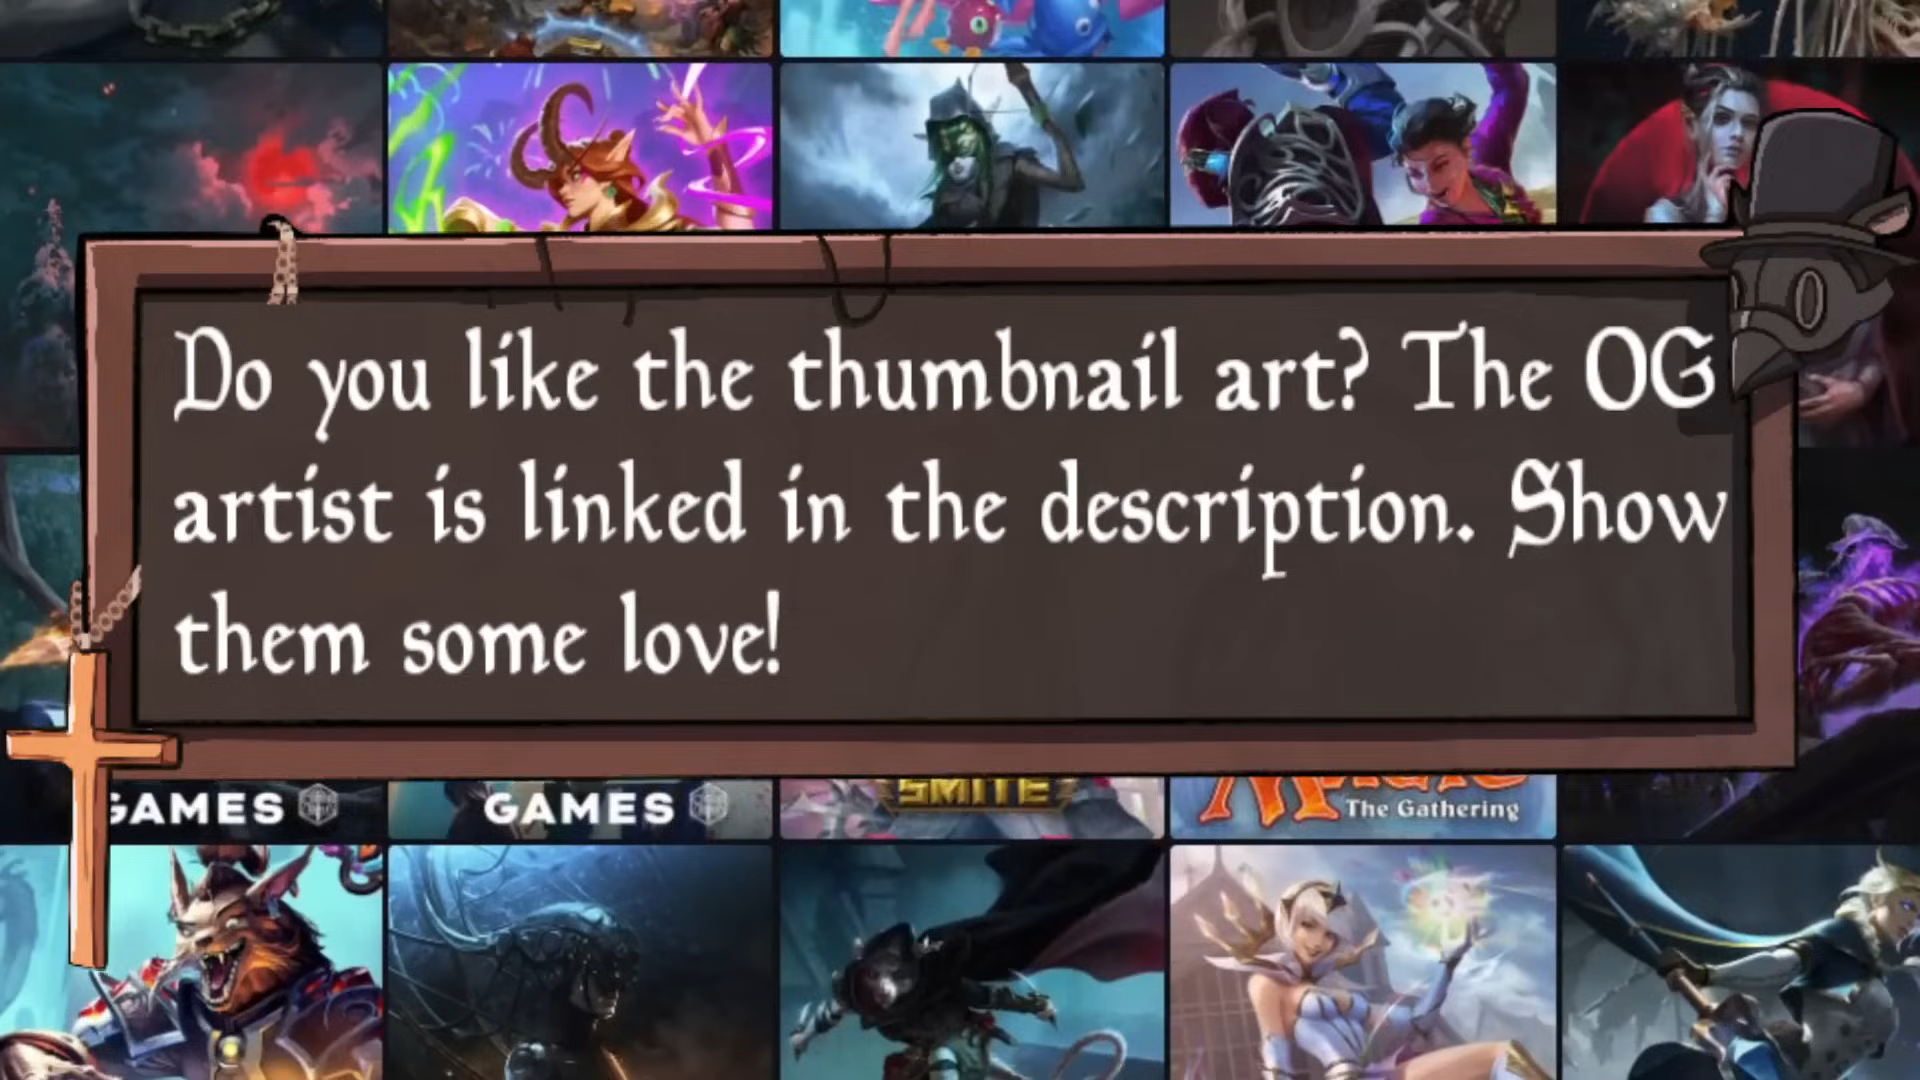 Do you like the thumbnail art? The OG
artist is linked in the description. Show
them some love!
GAMES
GAMES
SMITE
MAGIC
The Gathering